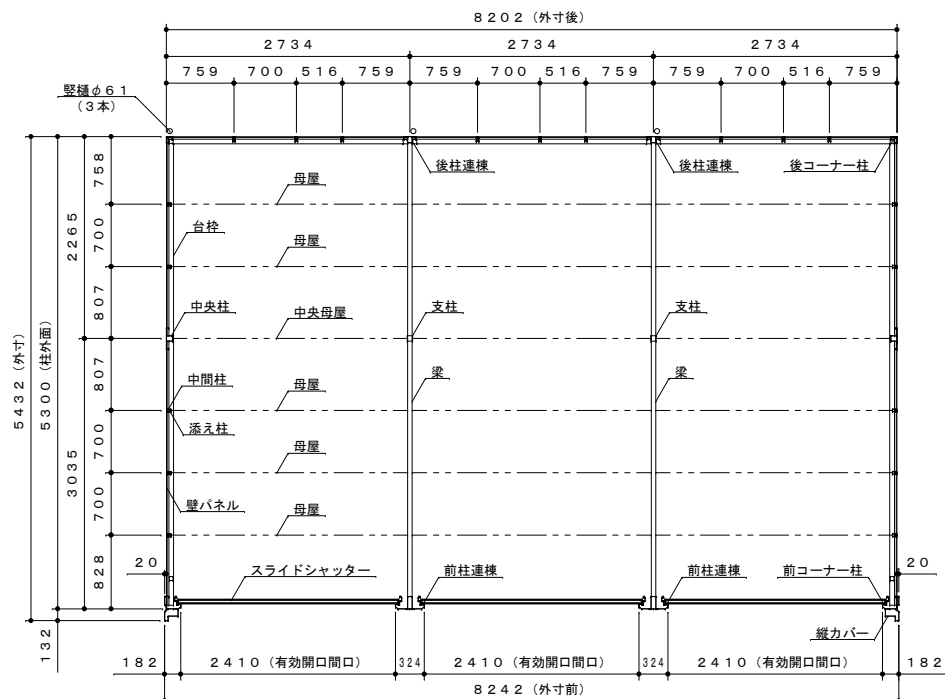 ８２０２（外寸後）
２７３４
２７３４
２７３４
７５９
７００
５１６
７５９
７５９
７００
５１６
７５９
７５９
７００
５１６
７５９
竪樋φ６１
（３本）
後柱連棟
後柱連棟
後コーナー柱
母屋
台枠
母屋
中央柱
中央母屋
支柱
支柱
中間柱
母屋
梁
梁
添え柱
母屋
壁パネル
母屋
スライドシャッター
前柱連棟
前柱連棟
前コーナー柱
縦カバー
５４３２（外寸）
５３００（柱外面）
２２６５
３０３５
７５８
７００
８０７
８０７
７００
７００
８２８
１３２
２０
２０
１８２
２４１０（有効開口間口）
３２４
２４１０（有効開口間口）
３２４
２４１０（有効開口間口）
１８２
８２４２（外寸前）